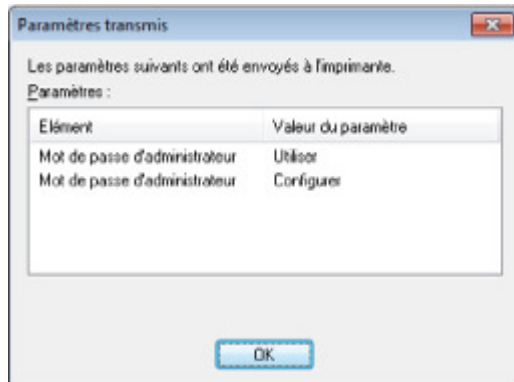 Paramètres transmis
Les paramètres suivants ont été envoyés à l'imprimante.
Paramètres :
Elément Valeur du paramètre
Mot de passe d'administrateur Utiliser
Mot de passe d'administrateur Configurer
OK